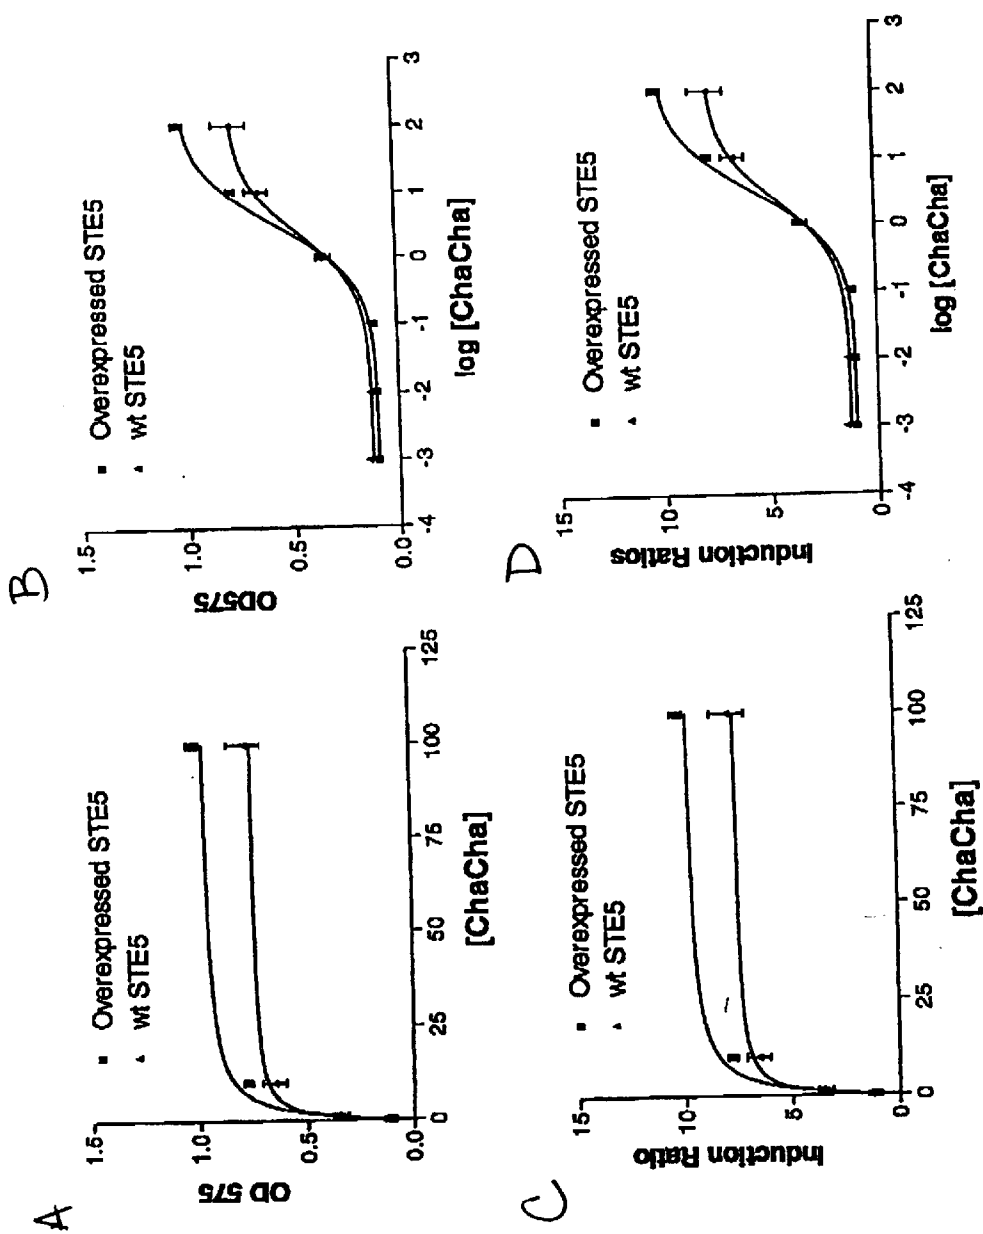 A
Overexpressed STE5
wt STE5
OD 575
1.5
1.0
0.5
0.0
0
25
50
75
100
125
[ChaCha]
B
Overexpressed STE5
wt STE5
OD575
1.5
1.0
0.5
0.0
-4
-3
-2
-1
0
1
2
3
log [ChaCha]
C
Overexpressed STE5
wt STE5
Induction Ratio
15
10
5
0
0
25
50
75
100
125
[ChaCha]
D
Overexpressed STE5
wt STE5
Induction Ratios
15
10
5
0
-4
-3
-2
-1
0
1
2
3
log [ChaCha]